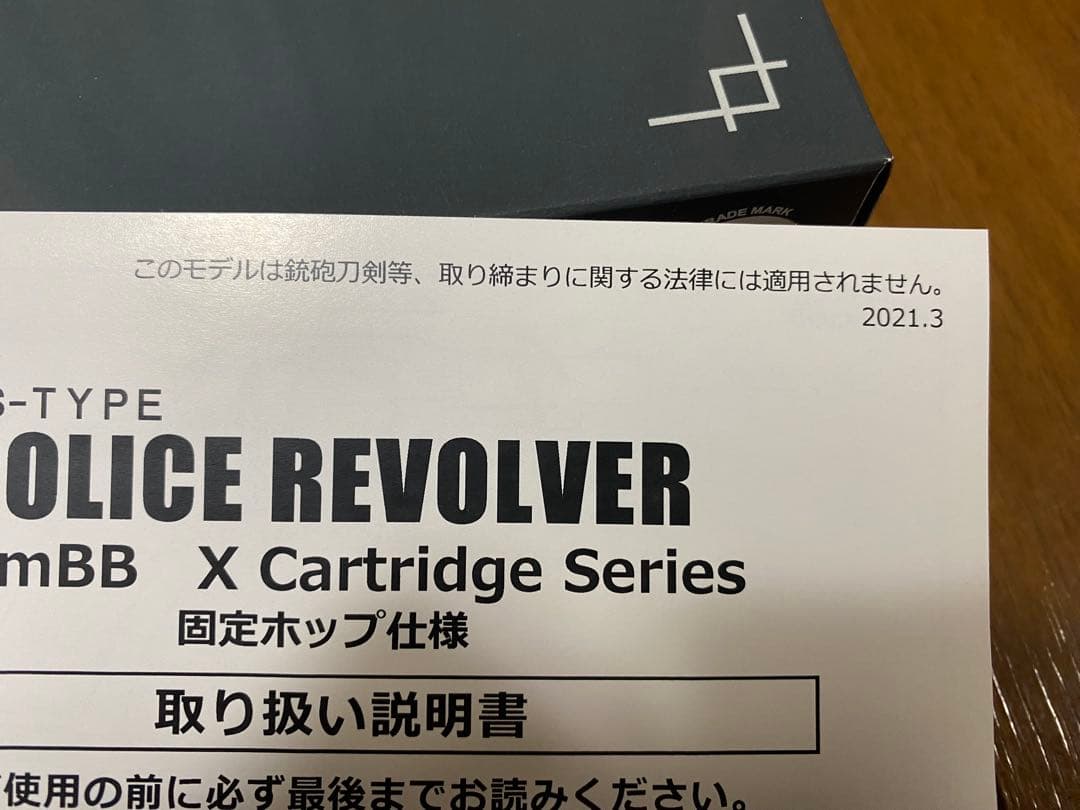 TRADE MARK
このモデルは銃砲刀剣等、取り締まりに関する法律には適用されません。
2021.3
S-TYPE
OLICE REVOLVER
mBB X Cartridge Series
固定ホップ仕様
取り扱い説明書
使用の前に必ず最後までお読みください。